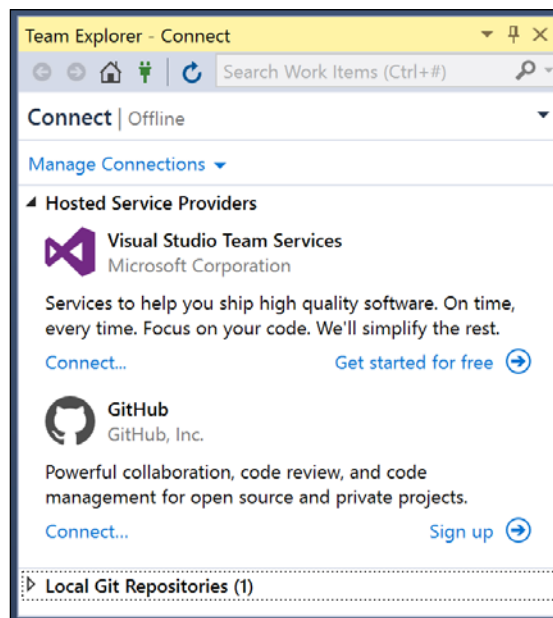 Team Explorer - Connect
Search Work Items (Ctrl+#)
Connect | Offline
Manage Connections
Hosted Service Providers
Visual Studio Team Services
Microsoft Corporation
Services to help you ship high quality software. On time,
every time. Focus on your code. We'll simplify the rest.
Connect... Get started for free
GitHub
GitHub, Inc.
Powerful collaboration, code review, and code
management for open source and private projects.
Connect... Sign up
Local Git Repositories (1)